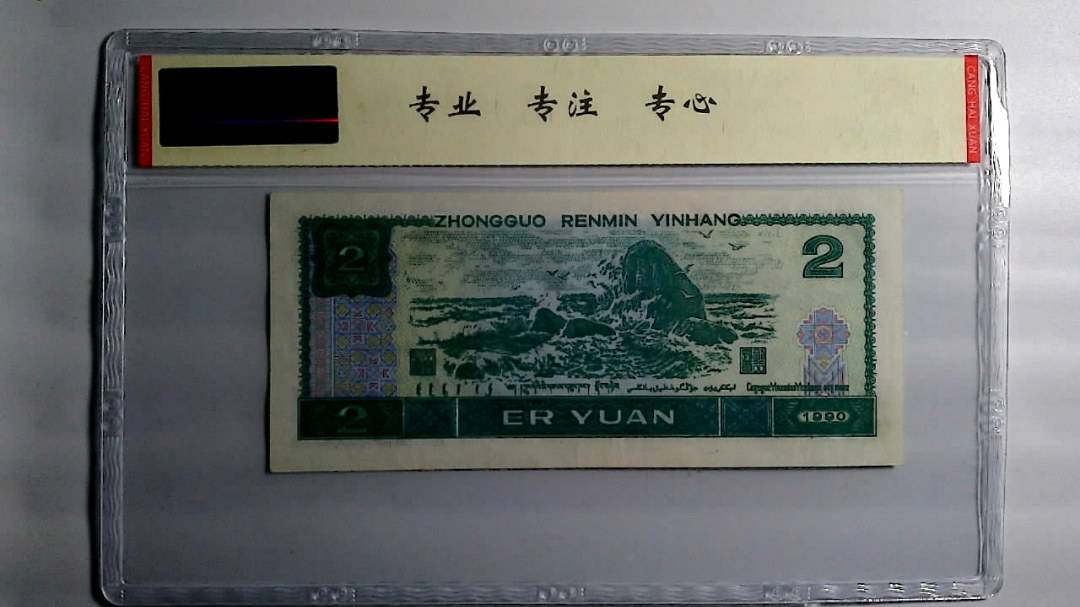 专业 专注 专心
CANG HAI XUAN
ZHONGGUO RENMIN YINHANG
2
2
2
ER YUAN
1990